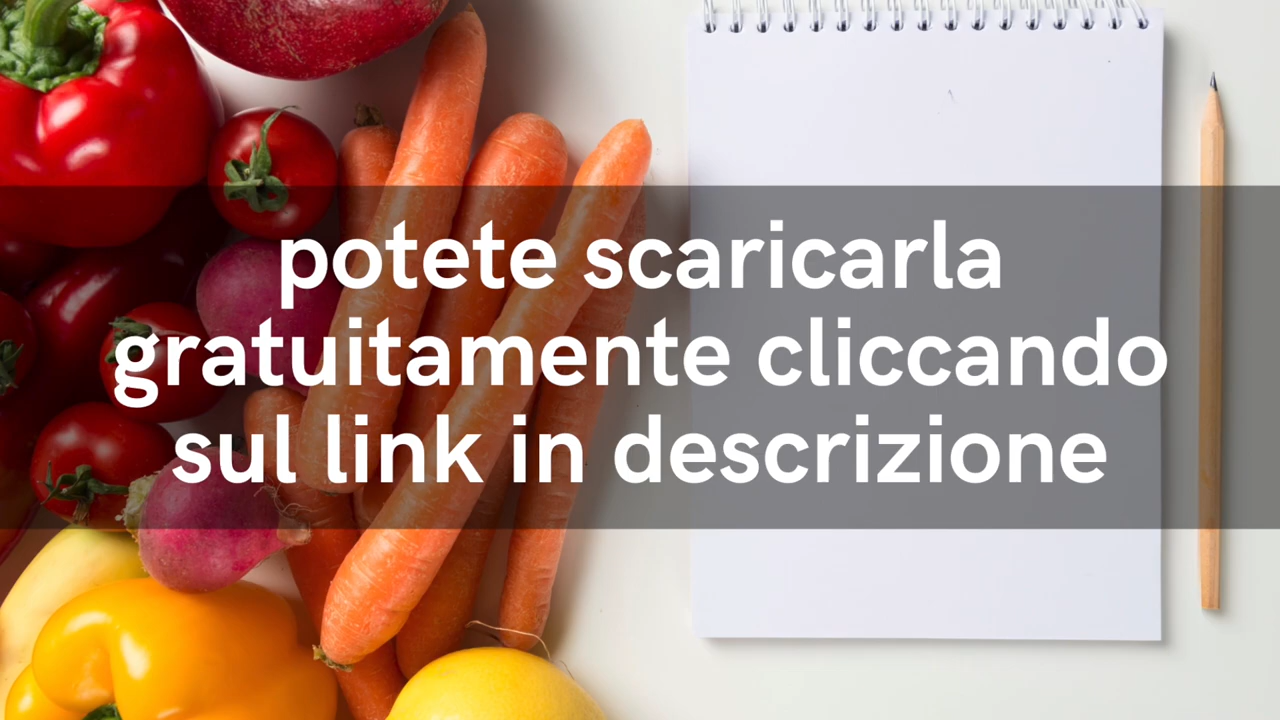 potete scaricarla
gratuitamente cliccando
sul link in descrizione